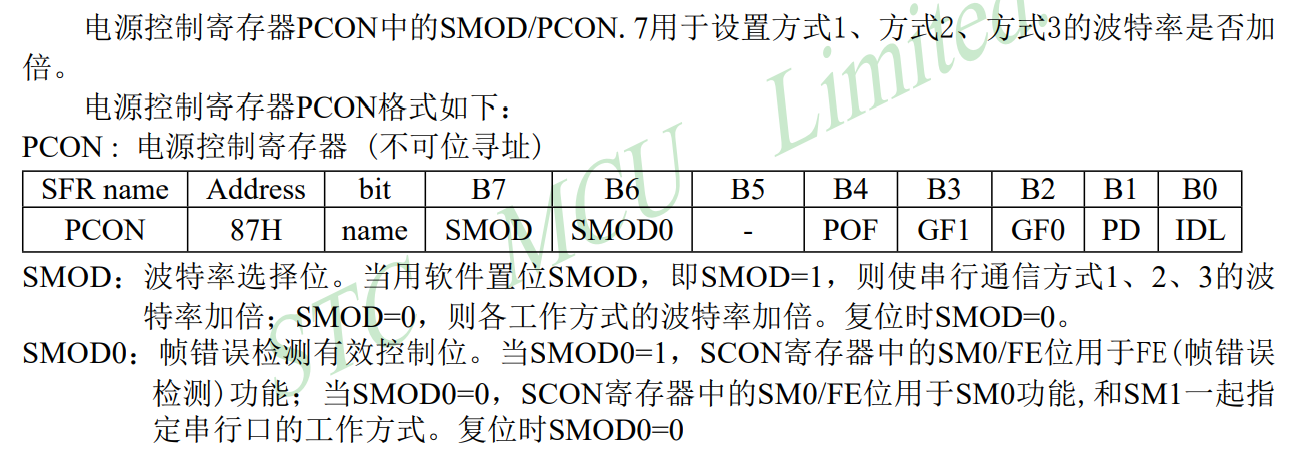 电源控制寄存器PCON中的SMOD/PCON. 7用于设置方式1、方式2、方式3的波特率是否加
倍。
电源控制寄存器PCON格式如下：
PCON : 电源控制寄存器 (不可位寻址)
SFR name Address bit B7 B6 B5 B4 B3 B2 B1 B0
PCON 87H name SMOD SMOD0 - POF GF1 GF0 PD IDL
SMOD：波特率选择位。当用软件置位SMOD，即SMOD=1，则使串行通信方式1、2、3的波
特率加倍；SMOD=0，则各工作方式的波特率加倍。复位时SMOD=0。
SMOD0：帧错误检测有效控制位。当SMOD0=1，SCON寄存器中的SM0/FE位用于FE(帧错误
检测)功能；当SMOD0=0，SCON寄存器中的SM0/FE位用于SM0功能,和SM1一起指
定串行口的工作方式。复位时SMOD0=0
STC MCU Limited.